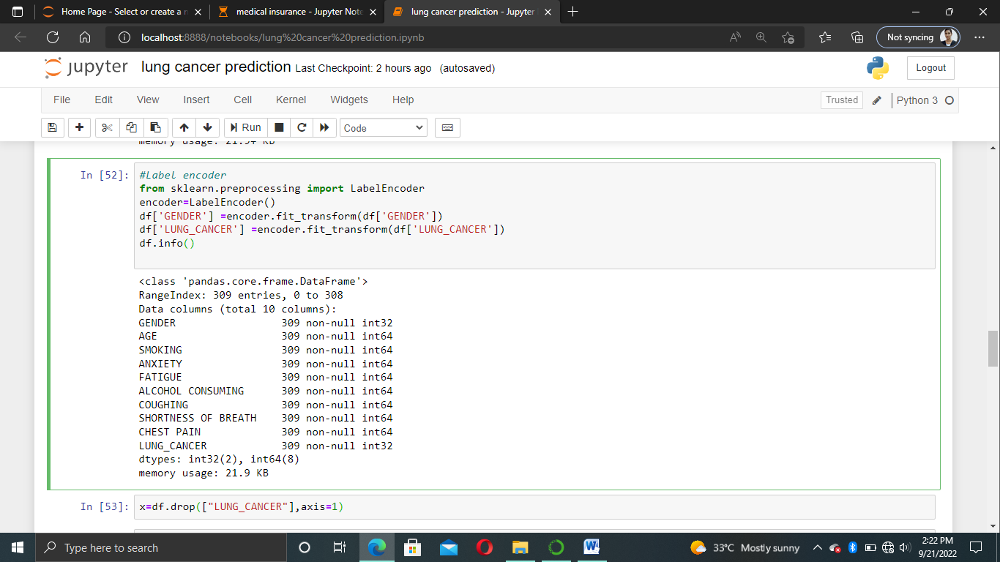 Home Page - Select or create a n
medical insurance - Jupyter Note
lung cancer prediction - Jupyter
localhost:8888/notebooks/lung%20cancer%20prediction.ipynb
Not syncing
jupyter lung cancer prediction Last Checkpoint: 2 hours ago (autosaved)
Logout
File Edit View Insert Cell Kernel Widgets Help
Trusted
Python 3
Run
Code
memory usage: 21.9+ KB
In [52]:
#Label encoder
from sklearn.preprocessing import LabelEncoder
encoder=LabelEncoder()
df['GENDER'] =encoder.fit_transform(df['GENDER'])
df['LUNG_CANCER'] =encoder.fit_transform(df['LUNG_CANCER'])
df.info()
<class 'pandas.core.frame.DataFrame'>
RangeIndex: 309 entries, 0 to 308
Data columns (total 10 columns):
GENDER 309 non-null int32
AGE 309 non-null int64
SMOKING 309 non-null int64
ANXIETY 309 non-null int64
FATIGUE 309 non-null int64
ALCOHOL CONSUMING 309 non-null int64
COUGHING 309 non-null int64
SHORTNESS OF BREATH 309 non-null int64
CHEST PAIN 309 non-null int64
LUNG_CANCER 309 non-null int32
dtypes: int32(2), int64(8)
memory usage: 21.9 KB
In [53]: x=df.drop(["LUNG_CANCER"],axis=1)
Type here to search
33°C Mostly sunny
2:22 PM
9/21/2022